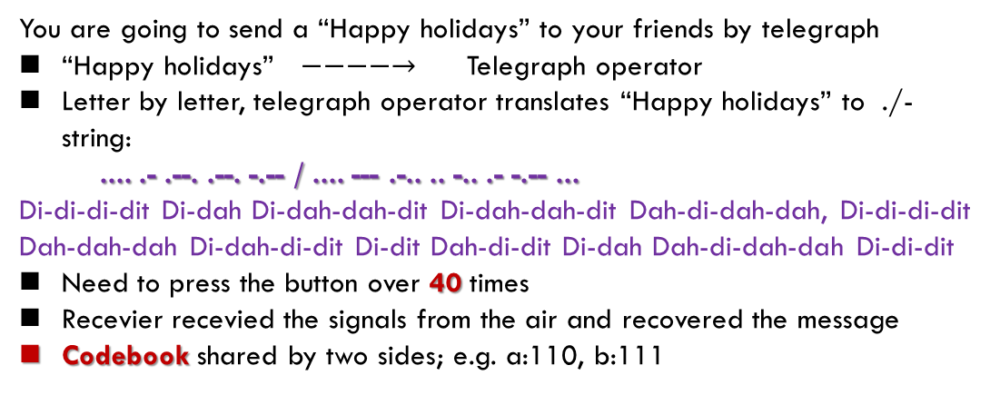 You are going to send a “Happy holidays” to your friends by telegraph
■ “Happy holidays” −−−−−→ Telegraph operator
■ Letter by letter, telegraph operator translates “Happy holidays” to ./-
string:
.... .- .--. .--. -.-- / .... --- .-.. .. -.. .- -.-- ...
Di-di-di-dit Di-dah Di-dah-dah-dit Di-dah-dah-dit Dah-di-dah-dah, Di-di-di-dit
Dah-dah-dah Di-dah-di-dit Di-dit Dah-di-dit Di-dah Dah-di-dah-dah Di-di-dit
■ Need to press the button over 40 times
■ Recevier recevied the signals from the air and recovered the message
■ Codebook shared by two sides; e.g. a:110, b:111